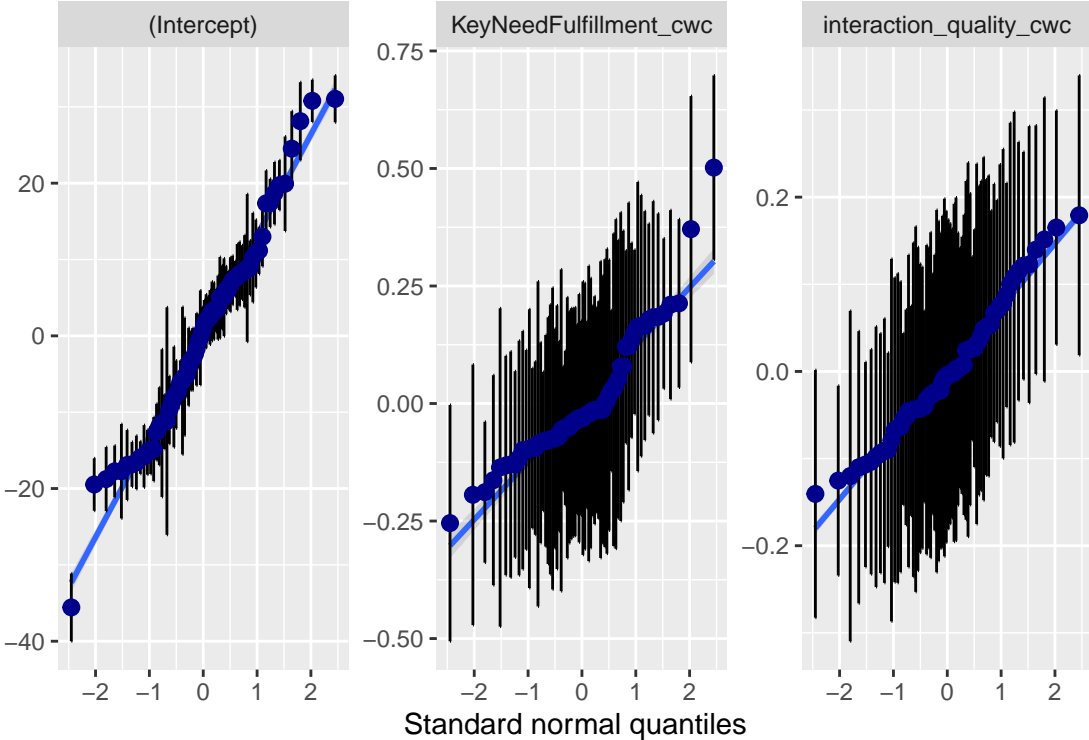 (Intercept)
KeyNeedFulfillment_cwc
interaction_quality_cwc
20
0
−20
−40
0.75
0.50
0.25
0.00
−0.25
−0.50
0.2
0.0
−0.2
−2 −1 0 1 2
−2 −1 0 1 2
−2 −1 0 1 2
Standard normal quantiles